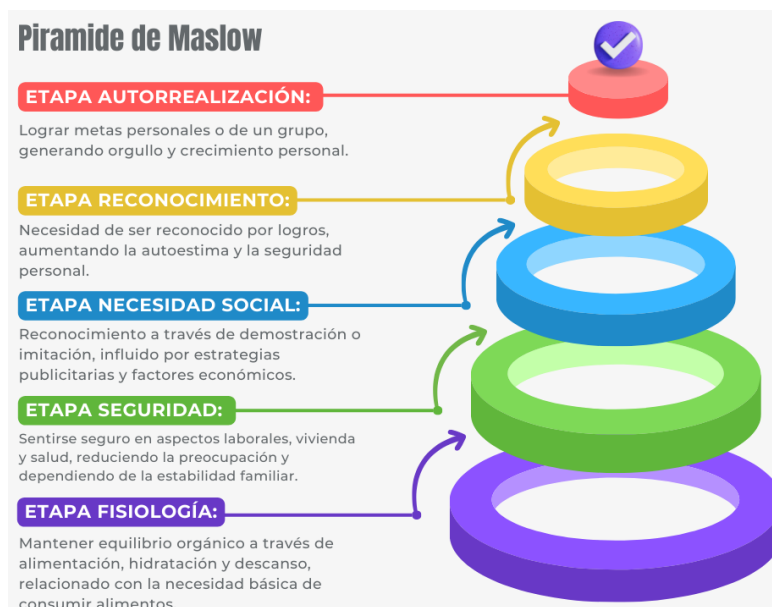 Piramide de Maslow
ETAPA AUTORREALIZACIÓN:
Lograr metas personales o de un grupo,
generando orgullo y crecimiento personal.
ETAPA RECONOCIMIENTO:
Necesidad de ser reconocido por logros,
aumentando la autoestima y la seguridad
personal.
ETAPA NECESIDAD SOCIAL:
Reconocimiento a través de demostración o
imitación, influido por estrategias
publicitarias y factores económicos.
ETAPA SEGURIDAD:
Sentirse seguro en aspectos laborales, vivienda
y salud, reduciendo la preocupación y
dependiendo de la estabilidad familiar.
ETAPA FISIOLOGÍA:
Mantener equilibrio orgánico a través de
alimentación, hidratación y descanso,
relacionado con la necesidad básica de
consumir alimentos